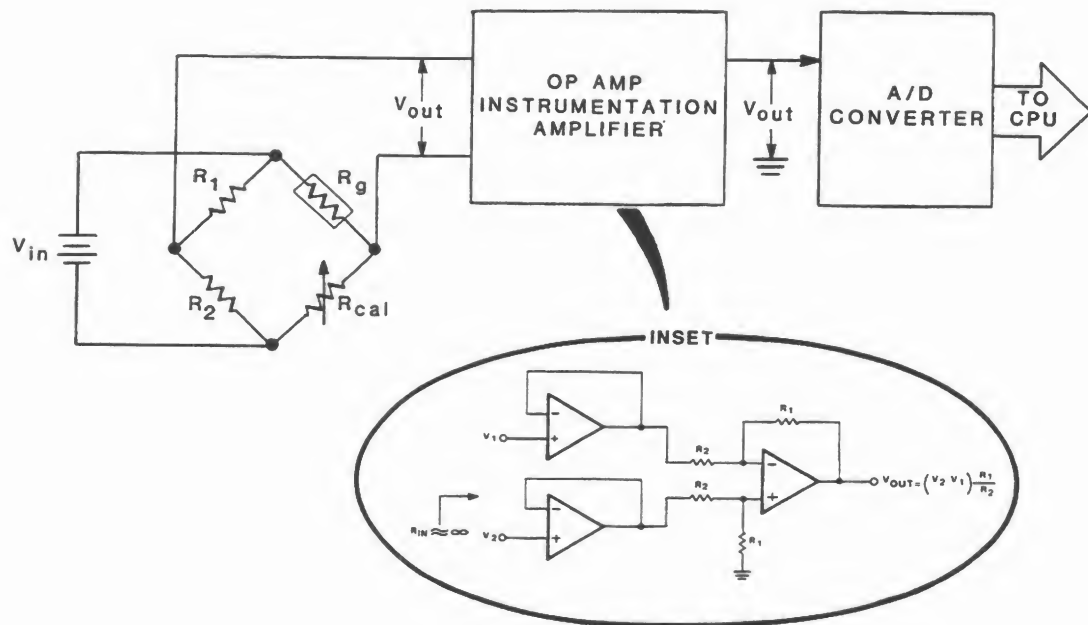 OP AMP
INSTRUMENTATION
AMPLIFIER
A/D
CONVERTER
TO
CPU
Vout
Vout
R1
Rg
Vin
R2
Rcal
INSET
R1
V1
R2
VOUT=(V2 V1) R1/R2
R2
RIN≈∞
V2
R1